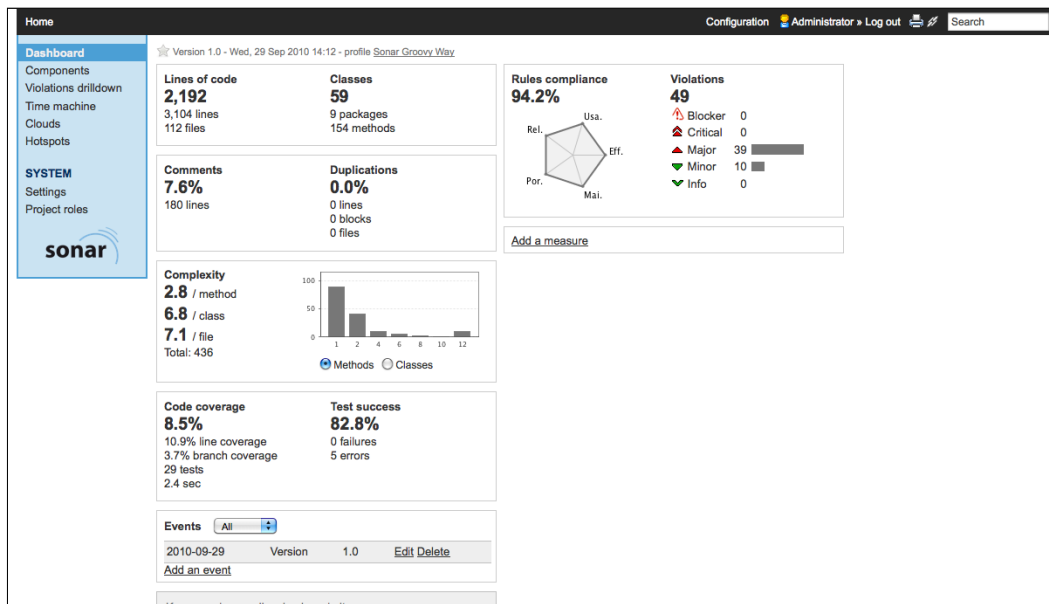 Home
Configuration Administrator » Log out Search
Dashboard
Components
Violations drilldown
Time machine
Clouds
Hotspots
SYSTEM
Settings
Project roles
sonar
Version 1.0 - Wed, 29 Sep 2010 14:12 - profile Sonar Groovy Way
Lines of code
2,192
3,104 lines
112 files
Classes
59
9 packages
154 methods
Comments
7.6%
180 lines
Duplications
0.0%
0 lines
0 blocks
0 files
Complexity
2.8 / method
6.8 / class
7.1 / file
Total: 436
100
50
0
1 2 4 6 8 10 12
Methods Classes
Code coverage
8.5%
10.9% line coverage
3.7% branch coverage
29 tests
2.4 sec
Test success
82.8%
0 failures
5 errors
Events All
2010-09-29 Version 1.0 Edit Delete
Add an event
Rules compliance
94.2%
Usa.
Rel.
Eff.
Por.
Mai.
Violations
49
Blocker 0
Critical 0
Major 39
Minor 10
Info 0
Add a measure